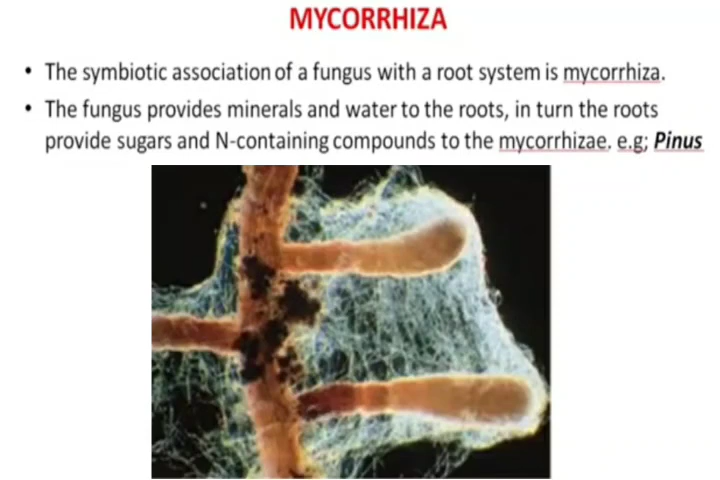 MYCORRHIZA
• The symbiotic association of a fungus with a root system is mycorrhiza.
• The fungus provides minerals and water to the roots, in turn the roots
provide sugars and N-containing compounds to the mycorrhizae. e.g; Pinus